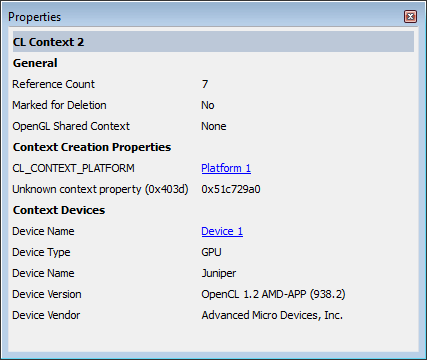 Properties
CL Context 2
General
Reference Count 7
Marked for Deletion No
OpenGL Shared Context None
Context Creation Properties
CL_CONTEXT_PLATFORM Platform 1
Unknown context property (0x403d) 0x51c729a0
Context Devices
Device Name Device 1
Device Type GPU
Device Name Juniper
Device Version OpenCL 1.2 AMD-APP (938.2)
Device Vendor Advanced Micro Devices, Inc.